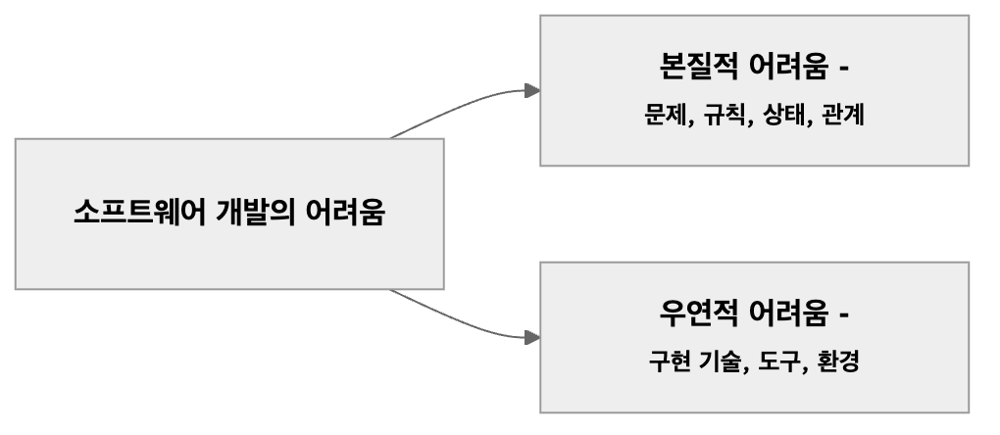 본질적 어려움 -
문제, 규칙, 상태, 관계
소프트웨어 개발의 어려움
우연적 어려움 -
구현 기술, 도구, 환경